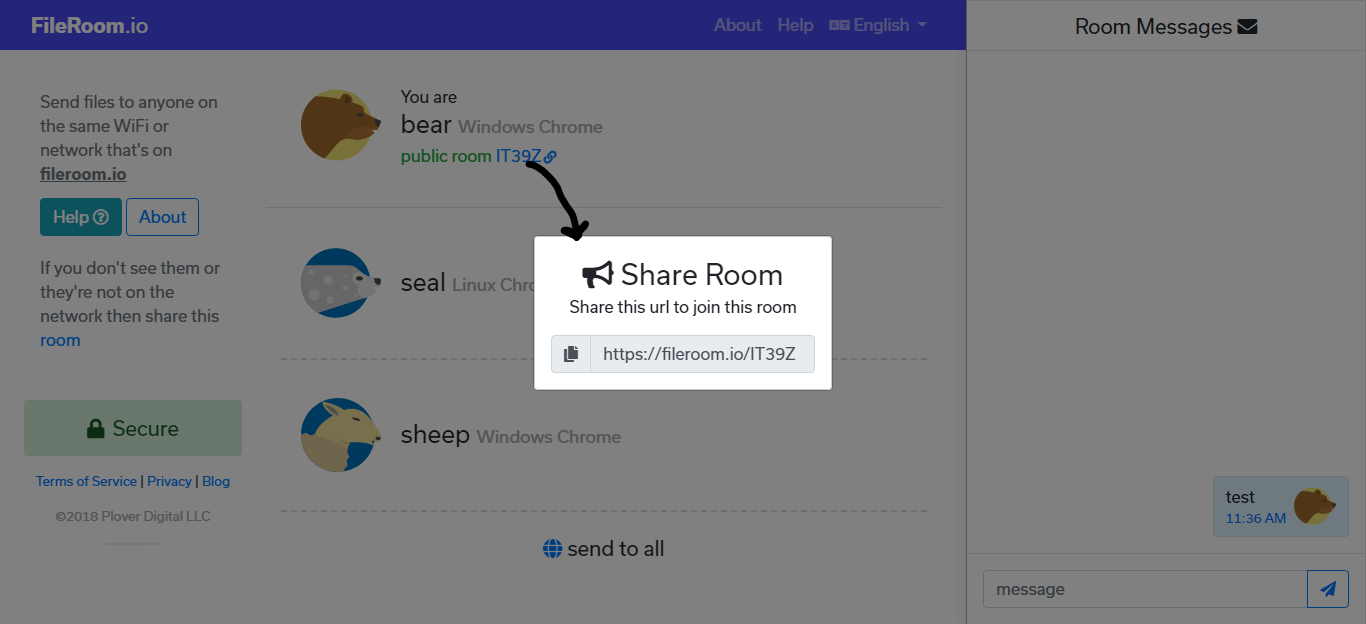 FileRoom.io
About Help English
Room Messages
Send files to anyone on
the same WiFi or
network that's on
fileroom.io
Help About
If you don't see them or
they're not on the
network then share this
room
Secure
Terms of Service | Privacy | Blog
©2018 Plover Digital LLC
You are
bear Windows Chrome
public room IT39Z
seal Linux Chro
Share Room
Share this url to join this room
https://fileroom.io/IT39Z
sheep Windows Chrome
send to all
test
11:36 AM
message